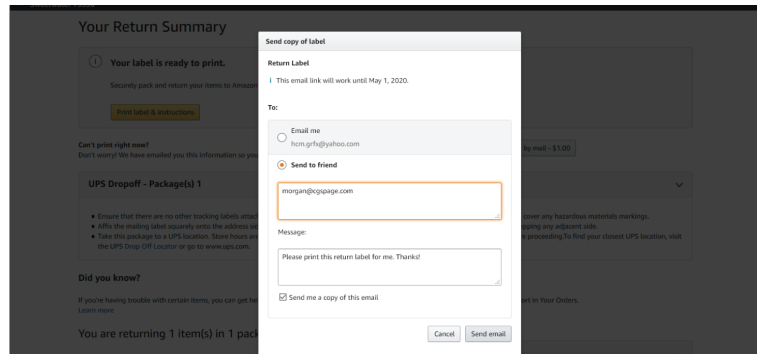 Your Return Summary
Your label is ready to print.
Securely pack and return your items to Amazon
Print label & instructions
Can't print right now?
Don't worry! We have emailed you this information so you
by mail - $1.00
UPS Dropoff - Package(s) 1
Ensure that there are no other tracking labels attach
cover any hazardous materials markings.
Affix the mailing label squarely onto the address
apping any adjacent side.
Take this package to a UPS location. Store hours
proceeding.To find your closest UPS location, visit
the UPS Drop Off Locator or go to www.ups.com.
Did you know?
If you're having trouble with certain items, you can get
ort in Your Orders.
Learn more
You are returning 1 item(s) in 1 pack
Send copy of label
Return Label
i This email link will work until May 1, 2020.
To:
Email me
hcm.grfx@yahoo.com
Send to friend
morgan@cgspage.com
Message:
Please print this return label for me. Thanks!
Send me a copy of this email
Cancel
Send email